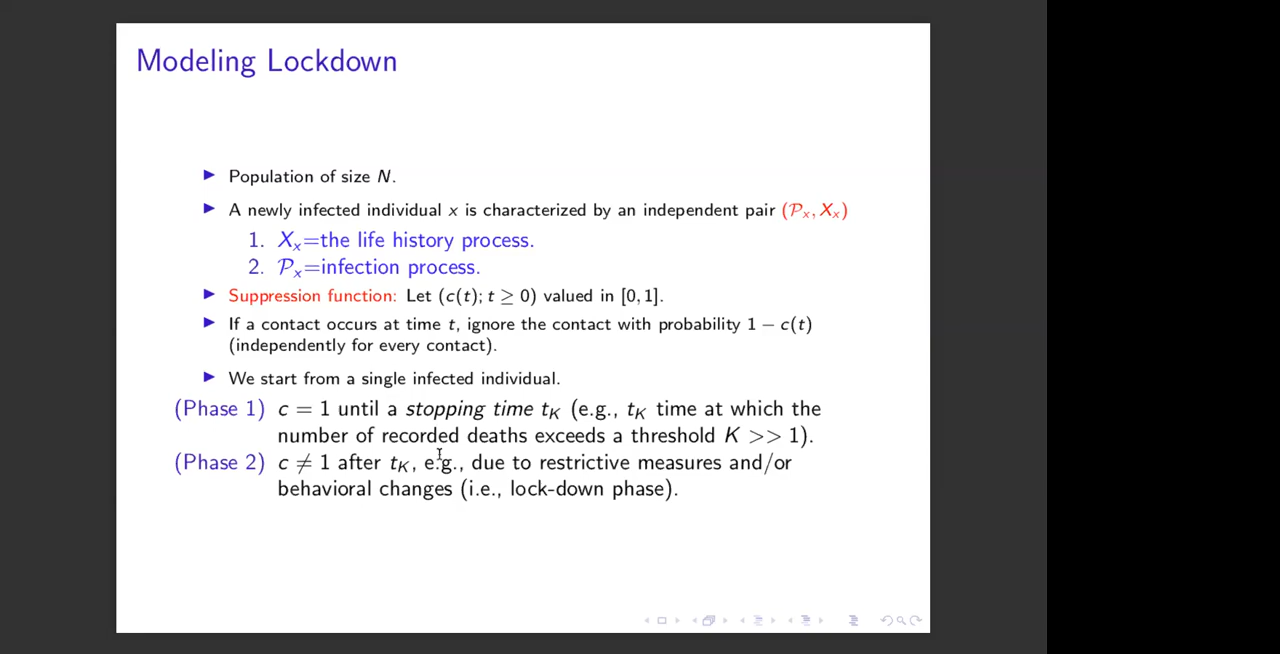 Modeling Lockdown
▶ Population of size N.
▶ A newly infected individual x is characterized by an independent pair (𝒫ₓ, Xₓ)
1. Xₓ=the life history process.
2. 𝒫ₓ=infection process.
▶ Suppression function: Let (c(t); t ≥ 0) valued in [0, 1].
▶ If a contact occurs at time t, ignore the contact with probability 1 − c(t)
(independently for every contact).
▶ We start from a single infected individual.
(Phase 1) c = 1 until a stopping time t_K (e.g., t_K time at which the
number of recorded deaths exceeds a threshold K >> 1).
(Phase 2) c ≠ 1 after t_K, e.g., due to restrictive measures and/or
behavioral changes (i.e., lock-down phase).